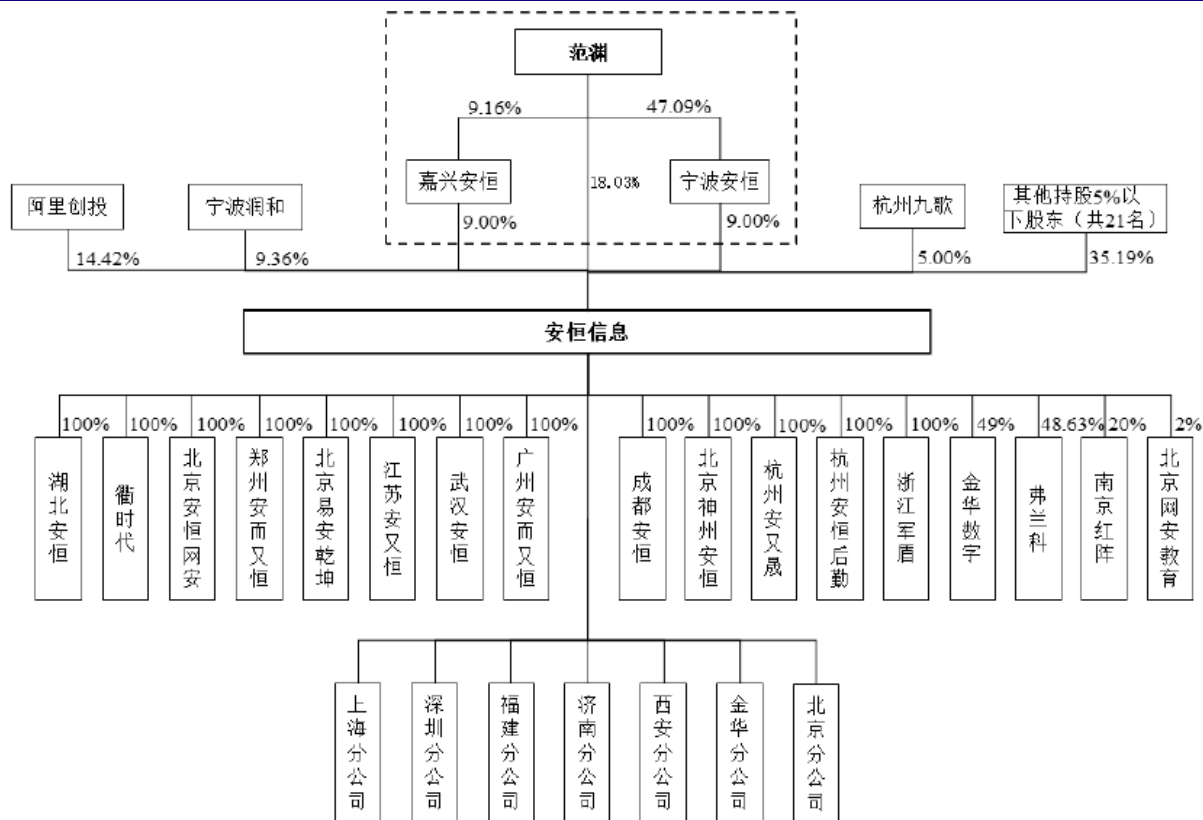 范渊
9.16%
47.09%
嘉兴安恒
18.03%
宁波安恒
阿里创投
宁波润和
杭州九歌
其他持股5%以
下股东（共21名）
9.00%
9.00%
14.42%
9.36%
5.00%
35.19%
安恒信息
100%
100%
100%
100%
100%
100%
100%
100%
100%
100%
100%
100%
100%
49%
48.63%
20%
2%
湖北安恒
衢时代
北京安恒网安
郑州安而又恒
北京易安乾坤
江苏安又恒
武汉安恒
广州安而又恒
成都安恒
北京神州安恒
杭州安又晟
杭州安恒后勤
浙江军盾
金华数字
弗兰科
南京红阵
北京网安教育
上海分公司
深圳分公司
福建分公司
济南分公司
西安分公司
金华分公司
北京分公司